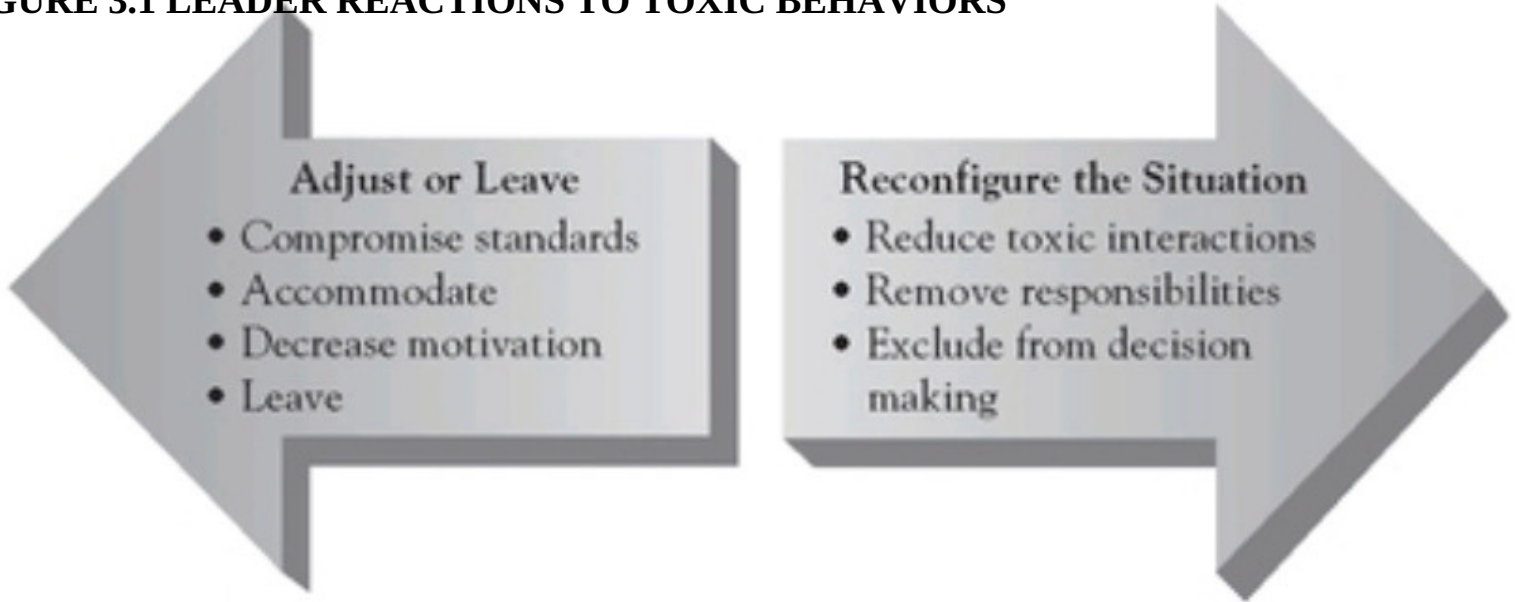 GURE 3.1 LEADER REACTIONS TO TOXIC BEHAVIORS
Adjust or Leave
• Compromise standards
• Accommodate
• Decrease motivation
• Leave
Reconfigure the Situation
• Reduce toxic interactions
• Remove responsibilities
• Exclude from decision
making